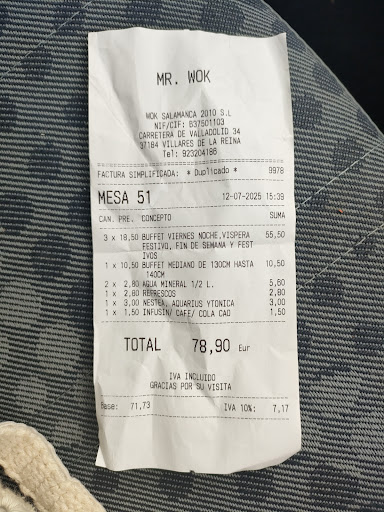 MR. WOK
WOK SALAMANCA 2010 S.L
NIF/CIF: B37501103
CARRETERA DE VALLADOLID 34
37184 VILLARES DE LA REINA
Tel: 923204186
FACTURA SIMPLIFICADA: * Duplicado * 9978
MESA 51 12-07-2025 15:39
CAN. PRE. CONCEPTO SUMA
3 x 18,50 BUFFET VIERNES NOCHE,VISPERA 55,50
FESTIVO, FIN DE SEMANA Y FEST
IVOS
1 x 10,50 BUFFET MEDIANO DE 130CM HASTA 10,50
140CM
2 x 2,80 AGUA MINERAL 1/2 L. 5,60
1 x 2,80 REFRESCOS 2,80
1 x 3,00 NESTEA, AQUARIUS YTONICA 3,00
1 x 1,50 INFUSIN/ CAFE/ COLA CAO 1,50
TOTAL 78,90 Eur
IVA INCLUIDO
GRACIAS POR SU VISITA
Base: 71,73 IVA 10%: 7,17